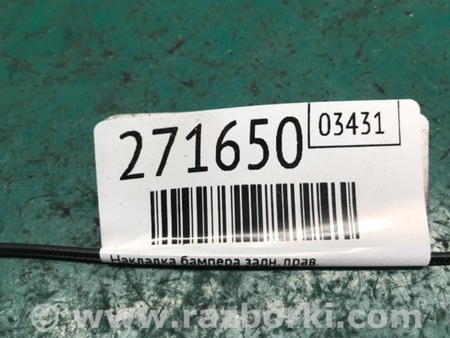 271650
03431
Накладка бампера задн. прав.
www.razborki.com